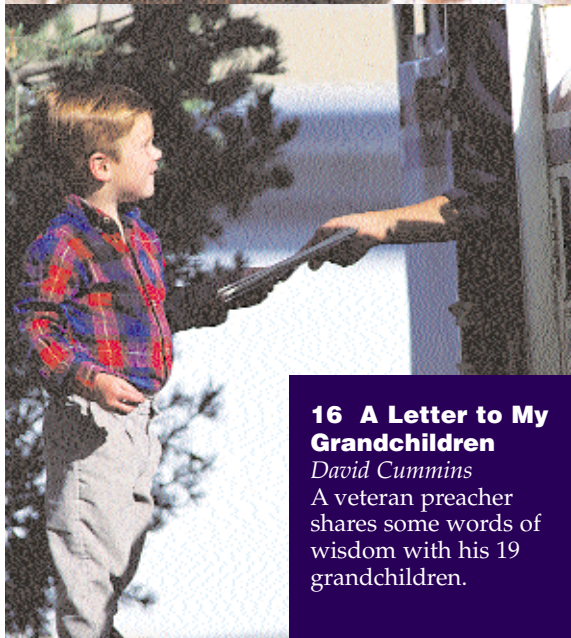 16 A Letter to My
Grandchildren
David Cummins
A veteran preacher
shares some words of
wisdom with his 19
grandchildren.